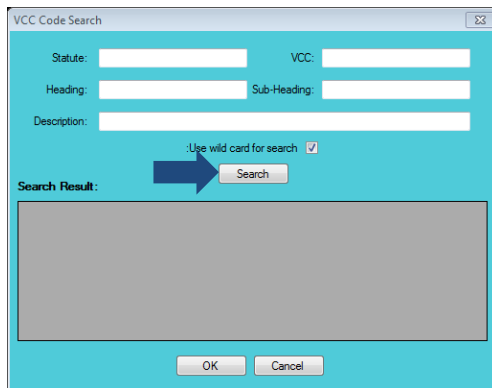 VCC Code Search
Statute: VCC:
Heading: Sub-Heading:
Description:
:Use wild card for search
Search
Search Result:
OK Cancel